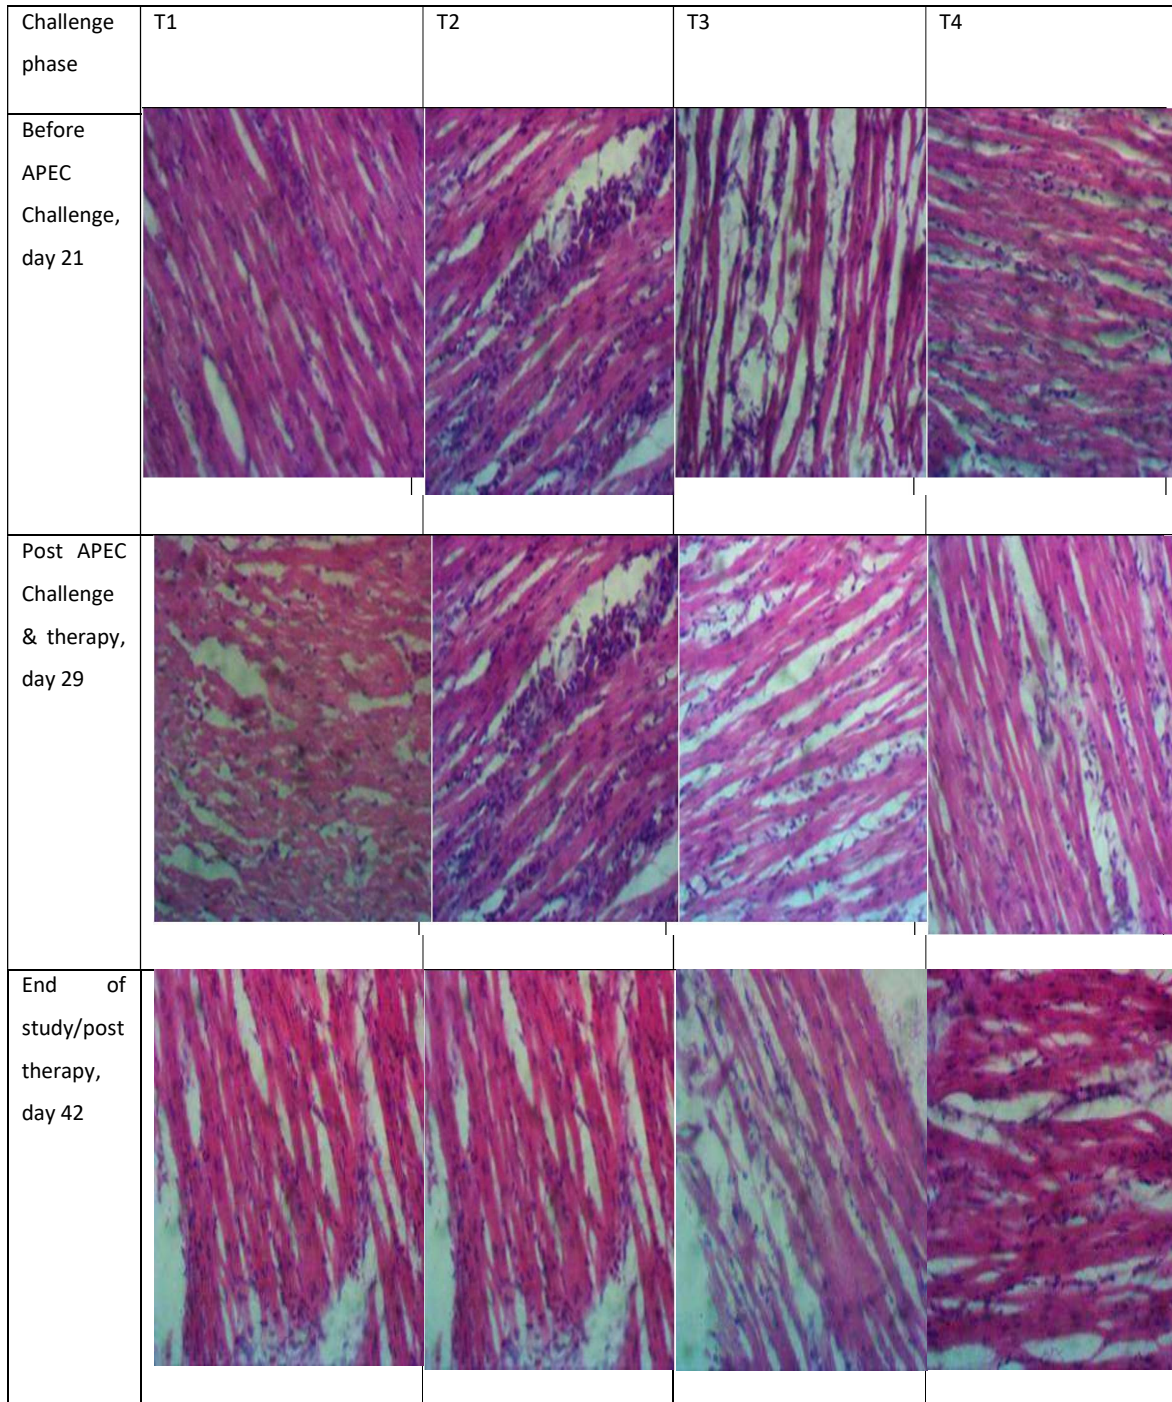 Challenge
phase
T1
T2
T3
T4
Before
APEC
Challenge,
day 21
Post APEC
Challenge
& therapy,
day 29
End of
study/post
therapy,
day 42